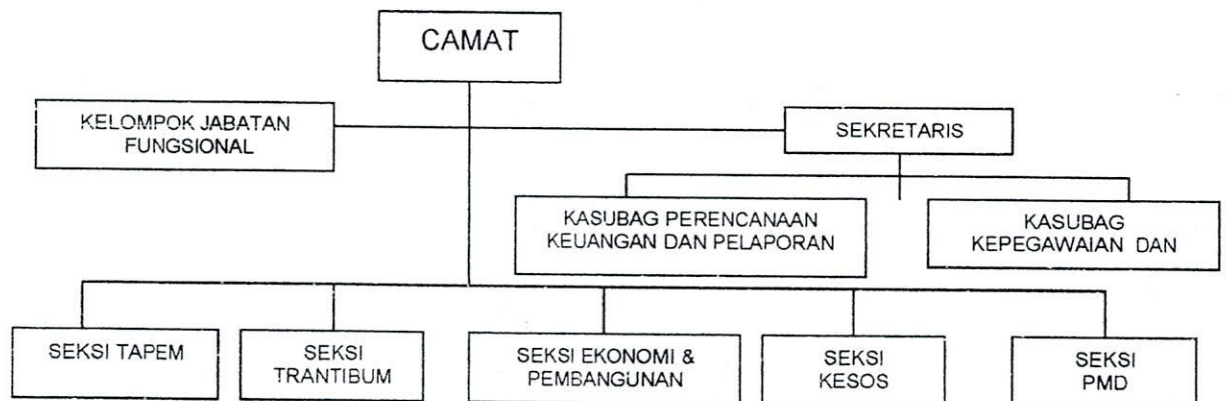 CAMAT
KELOMPOK JABATAN
FUNGSIONAL
SEKRETARIS
KASUBAG PERENCANAAN
KEUANGAN DAN PELAPORAN
KASUBAG
KEPEGAWAIAN DAN
SEKSI TAPEM
SEKSI
TRANTIBUM
SEKSI EKONOMI &
PEMBANGUNAN
SEKSI
KESOS
SEKSI
PMD